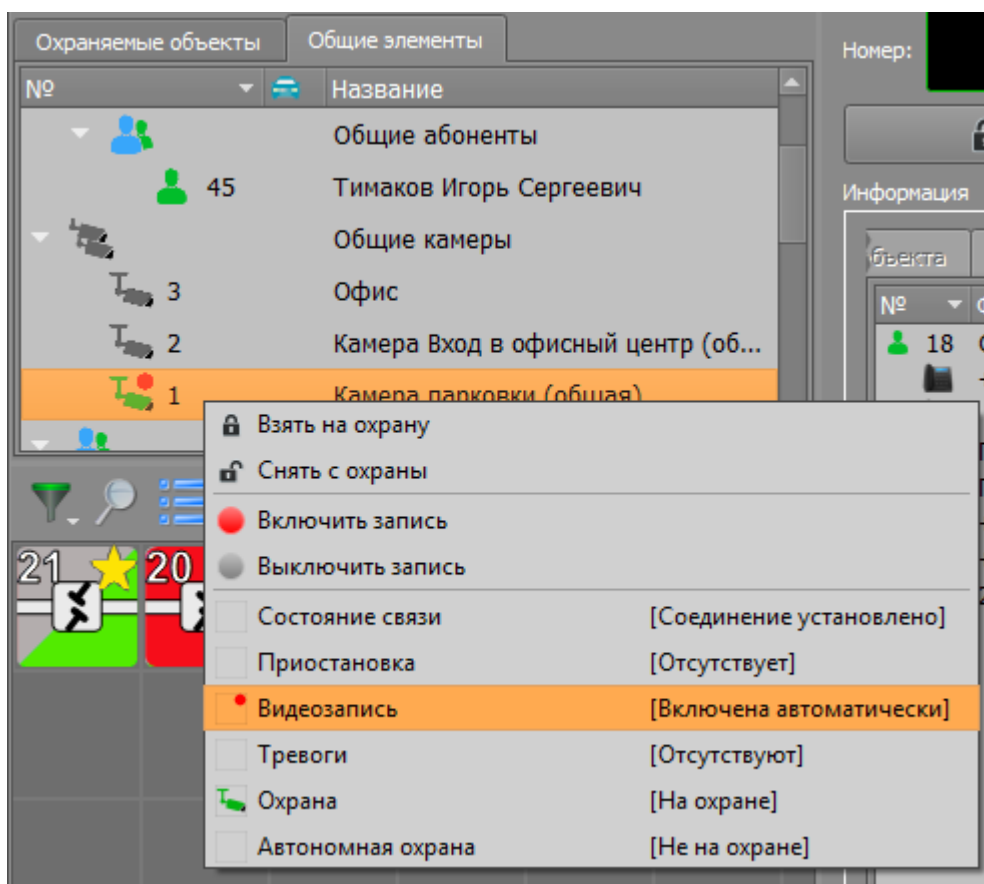 Охраняемые объекты
Общие элементы
Номер:
№
Название
Общие абоненты
45 Тимаков Игорь Сергеевич
Информация
Общие камеры
бъекта
3 Офис
№
2 Камера Вход в офисный центр (об...
18
1 Камера парковки (общая)
Взять на охрану
Снять с охраны
Включить запись
Выключить запись
21
20
Состояние связи [Соединение установлено]
Приостановка [Отсутствует]
Видеозапись [Включена автоматически]
Тревоги [Отсутствуют]
Охрана [На охране]
Автономная охрана [Не на охране]